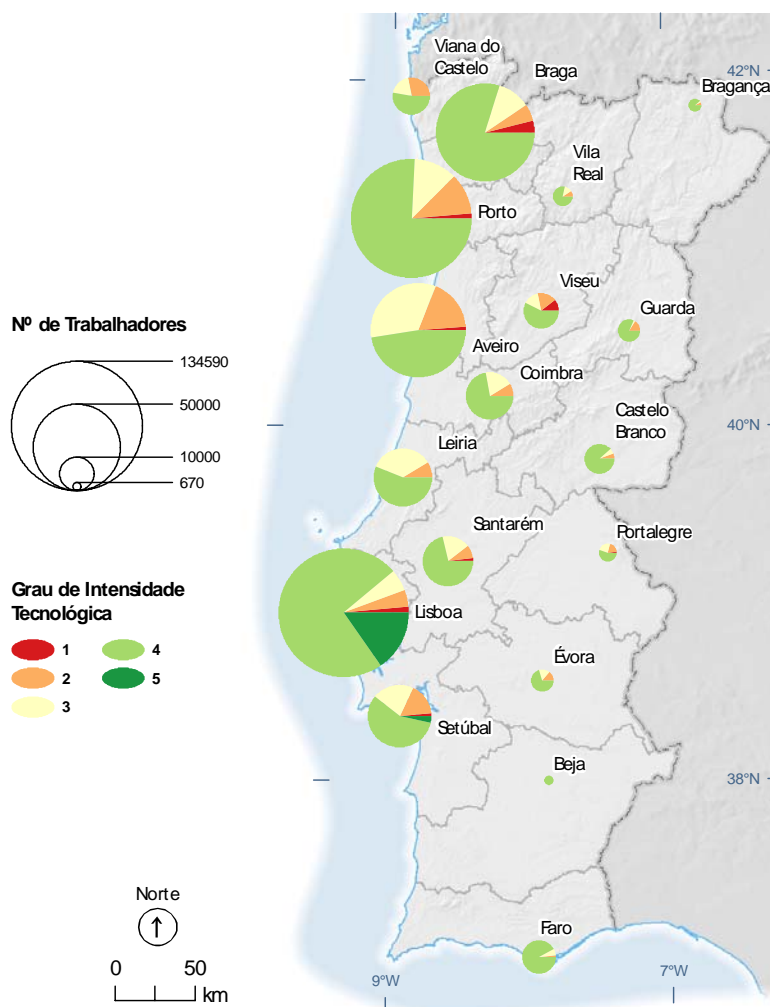 Viana do
Castelo
Braga
42°N
Bragança
Vila
Real
Porto
Viseu
Guarda
Nº de Trabalhadores
134590
50000
10000
670
Aveiro
Coimbra
Castelo
Branco
40°N
Leiria
Santarém
Portalegre
Grau de Intensidade
Tecnológica
1
4
2
5
3
Lisboa
Évora
Setúbal
Beja
38°N
Norte
Faro
0 50
km
9°W
7°W